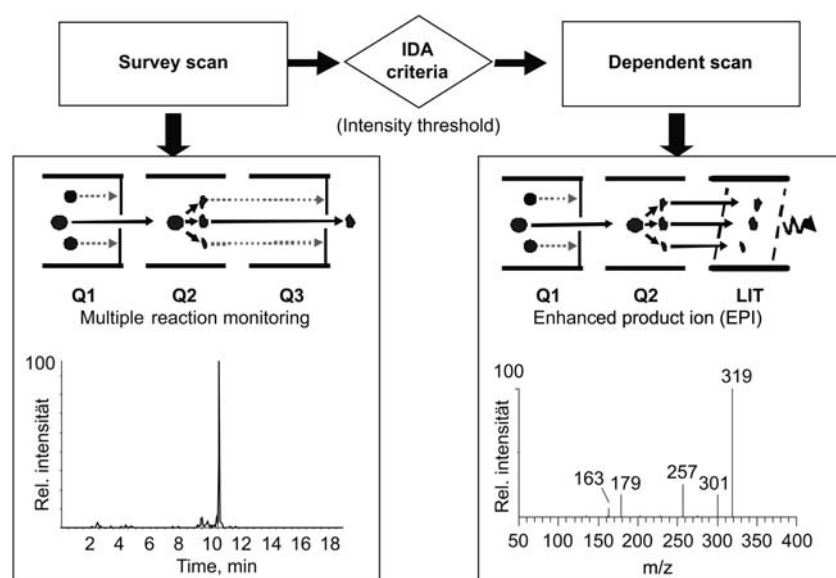 Survey scan
IDA
criteria
Dependent scan
(Intensity threshold)
Q1
Q2
Q3
Multiple reaction monitoring
100
Rel. intensität
2 4 6 8 10 12 14 16 18
Time, min
Q1
Q2
LIT
Enhanced product ion (EPI)
100
319
163
179
257
301
Rel. intensität
50 100 150 200 250 300 350 400
m/z